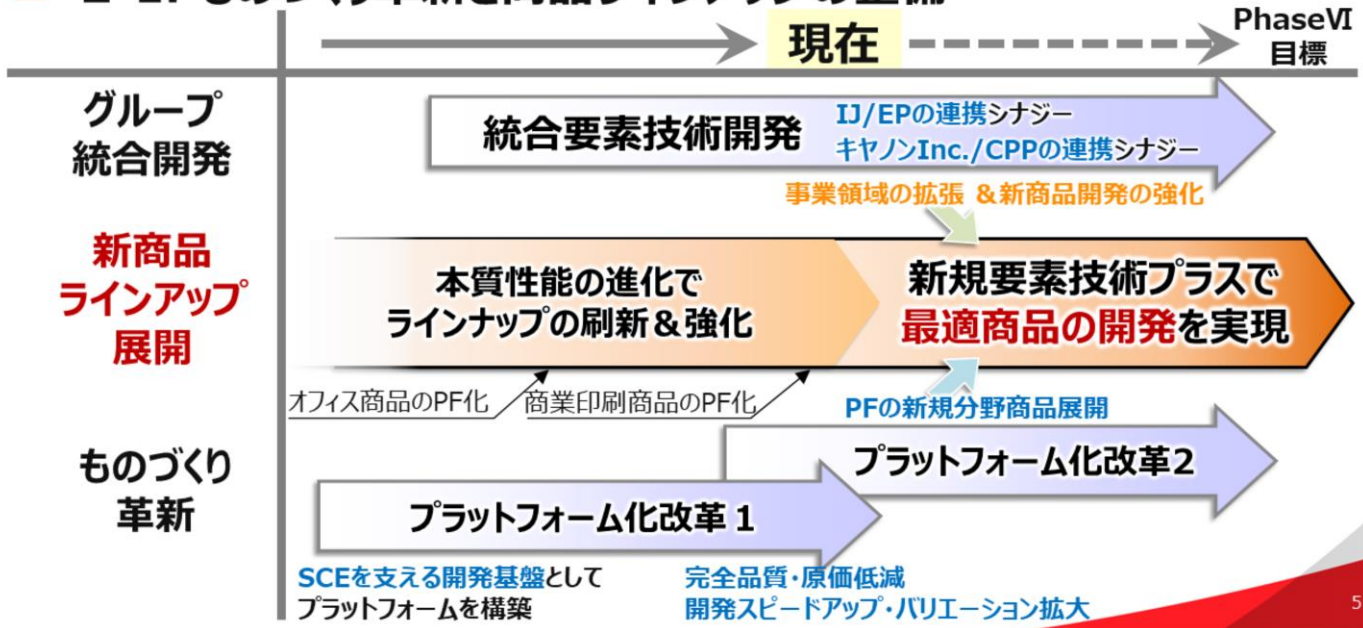 現在
PhaseⅥ
目標
グループ
統合開発
統合要素技術開発
IJ/EPの連携シナジー
キヤノンInc./CPPの連携シナジー
事業領域の拡張 &新商品開発の強化
新商品
ラインアップ
展開
本質性能の進化で
ラインナップの刷新&強化
新規要素技術プラスで
最適商品の開発を実現
オフィス商品のPF化
商業印刷商品のPF化
PFの新規分野商品展開
ものづくり
革新
プラットフォーム化改革2
プラットフォーム化改革1
SCEを支える開発基盤として
プラットフォームを構築
完全品質・原価低減
開発スピードアップ・バリエーション拡大
5